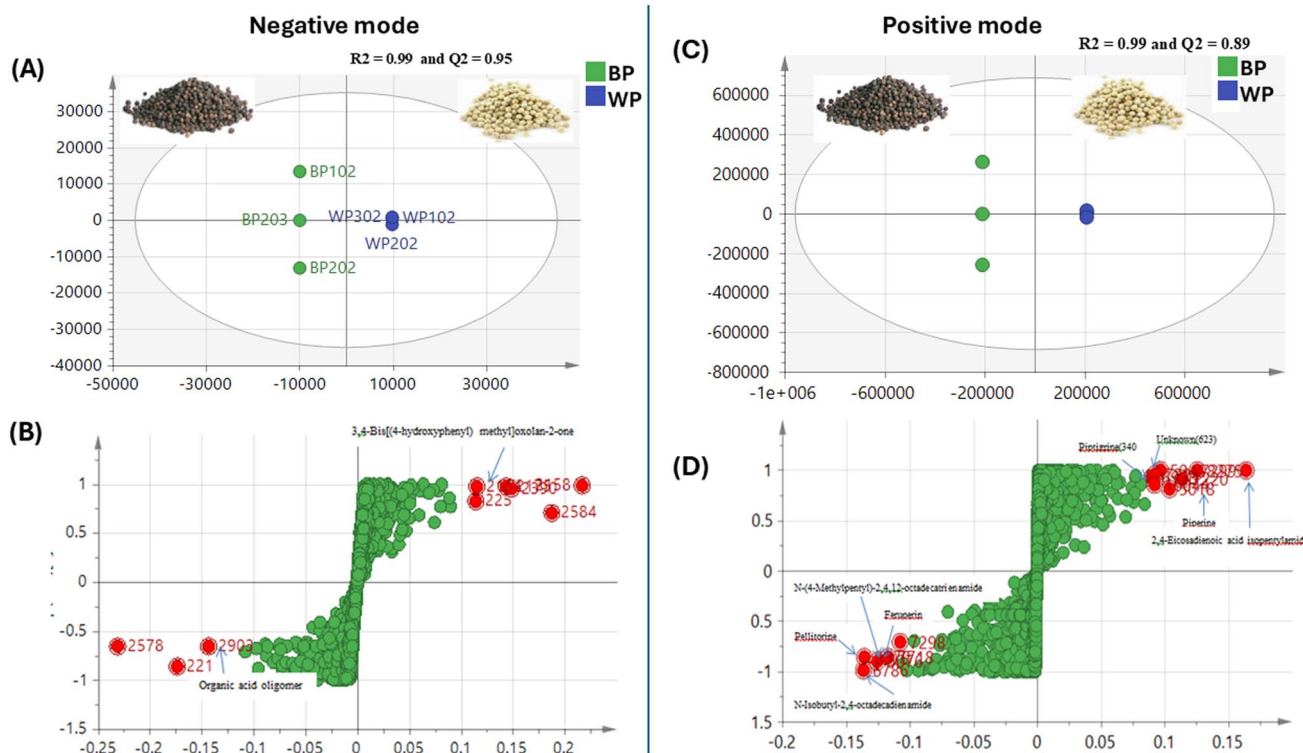 Negative mode
Positive mode
(A)
R2 = 0.99 and Q2 = 0.95
BP
WP
30000
20000
10000
0
-10000
-20000
-30000
-40000
BP102
BP203
WP302
WP102
WP202
BP202
-50000 -30000 -10000 10000 30000
(C)
R2 = 0.99 and Q2 = 0.89
BP
WP
600000
400000
200000
0
-200000
-400000
-600000
-800000
-1e+006 -600000 -200000 200000 600000
(B)
3,4-Bis[(4-hydroxyphenyl) methyl]oxolan-2-one
1
0.5
0
-0.5
-1
-1.5
225
2558
2584
2578
2903
221
Organic acid oligomer
-0.25 -0.2 -0.15 -0.1 -0.05 0 0.05 0.1 0.15 0.2
(D)
Unknown(623)
Piperine
2,4-Eicosadienoic acid isopentylamid
1
0.5
0
0.5
-1
1.5
N-(4-Methylpentyl)-2,4,12-octadecatrienamide
Feruperin
Pellitorine
7298
N-Isobutyl-2,4-octadecadienamide
-0.1 -0.05 0 0.05 0.1 0.15